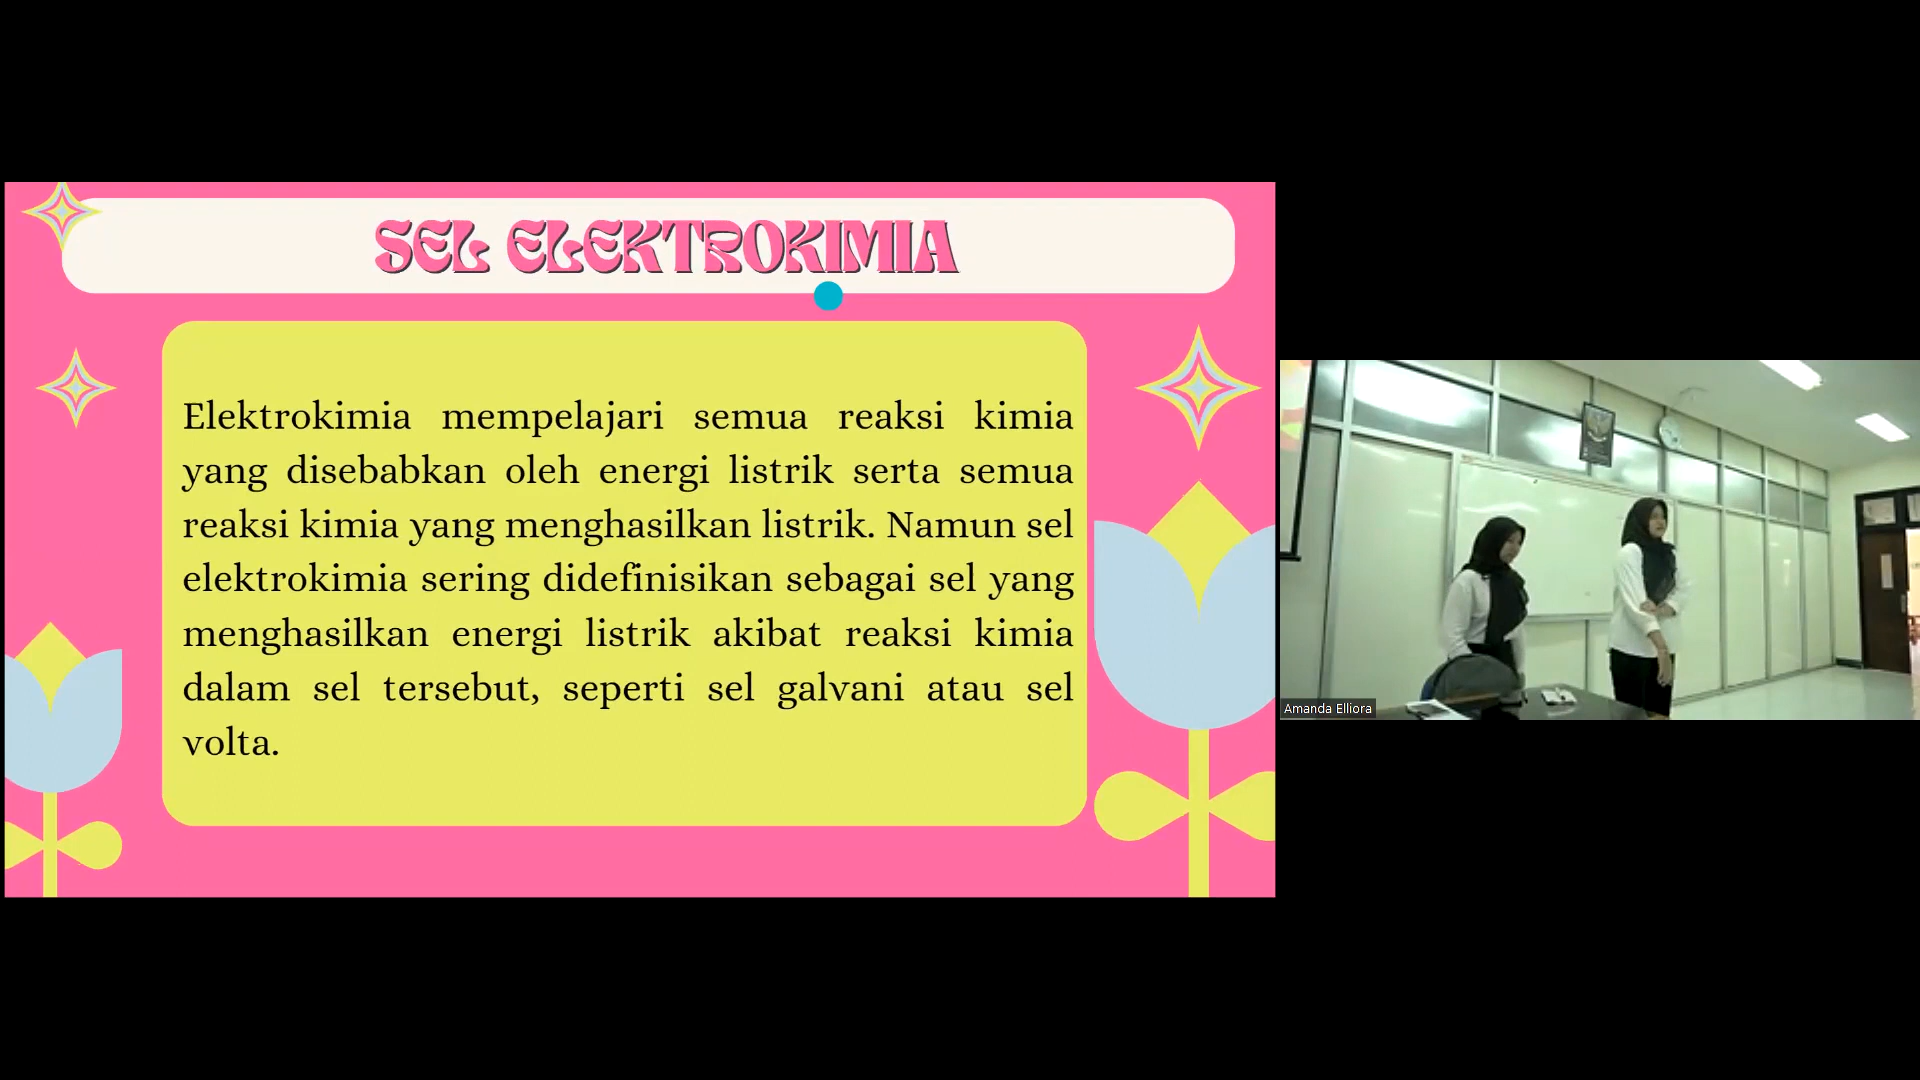 SEL ELEKTROKIMIA
Elektrokimia mempelajari semua reaksi kimia
yang disebabkan oleh energi listrik serta semua
reaksi kimia yang menghasilkan listrik. Namun sel
elektrokimia sering didefinisikan sebagai sel yang
menghasilkan energi listrik akibat reaksi kimia
dalam sel tersebut, seperti sel galvani atau sel
volta.
Amanda Elliora